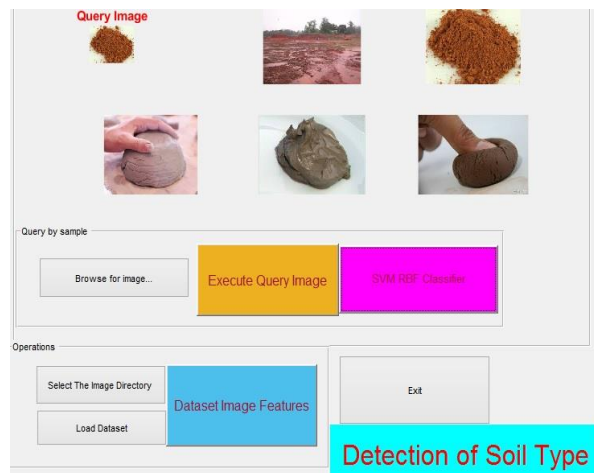 Query Image
Query by sample
Browse for image...
Execute Query Image
SVM RBF Classifier
Operations
Select The Image Directory
Load Dataset
Dataset Image Features
Exit
Detection of Soil Type